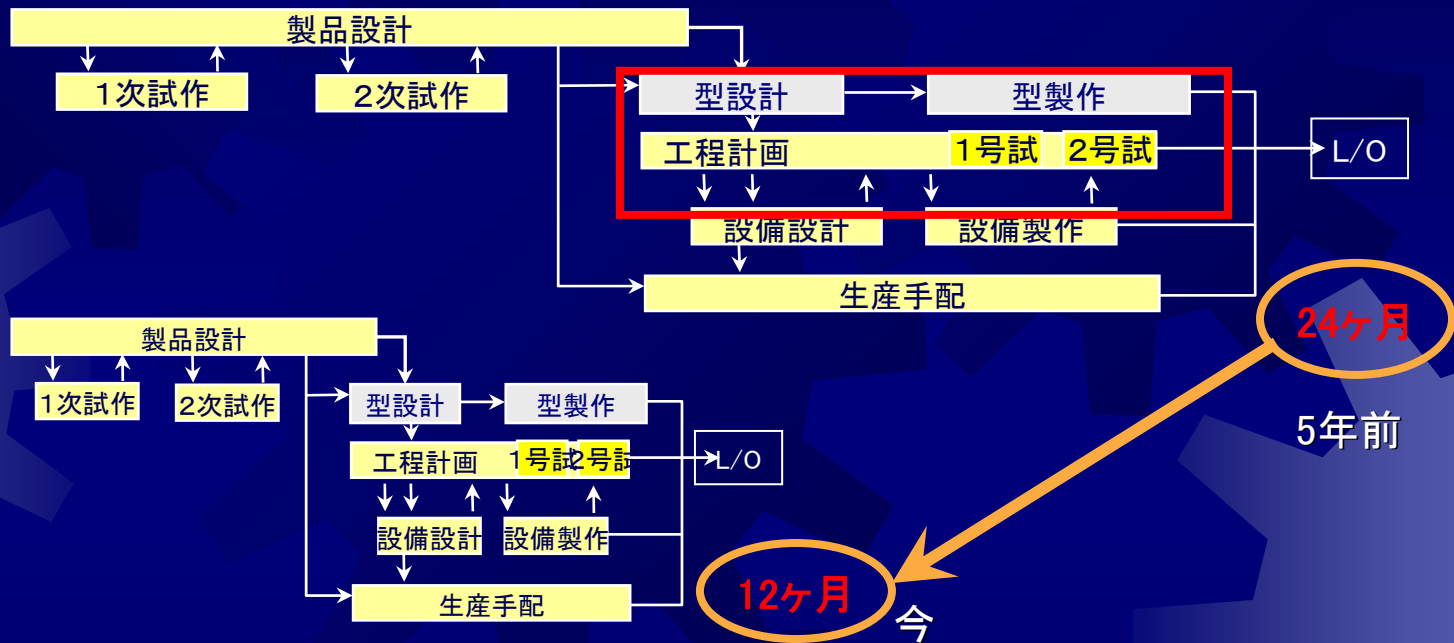 製品設計
1次試作
2次試作
型設計
型製作
工程計画
1号試
2号試
L/O
設備設計
設備製作
生産手配
24ヶ月
5年前
製品設計
1次試作
2次試作
型設計
型製作
工程計画
1号試
2号試
L/O
設備設計
設備製作
生産手配
12ヶ月
今